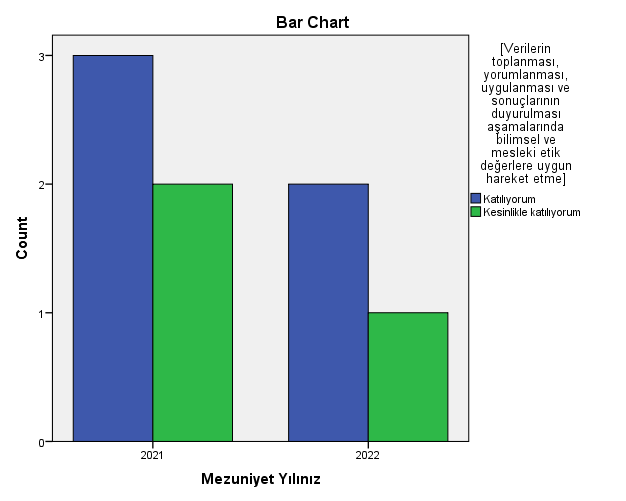 Bar Chart
[Verilerin
toplanması,
yorumlanması,
uygulanması ve
sonuçlarının
duyurulması
aşamalarında
bilimsel ve
mesleki etik
değerlere uygun
hareket etme]
Katılıyorum
Kesinlikle katılıyorum
Count
3
2
1
0
2021
2022
Mezuniyet Yılınız